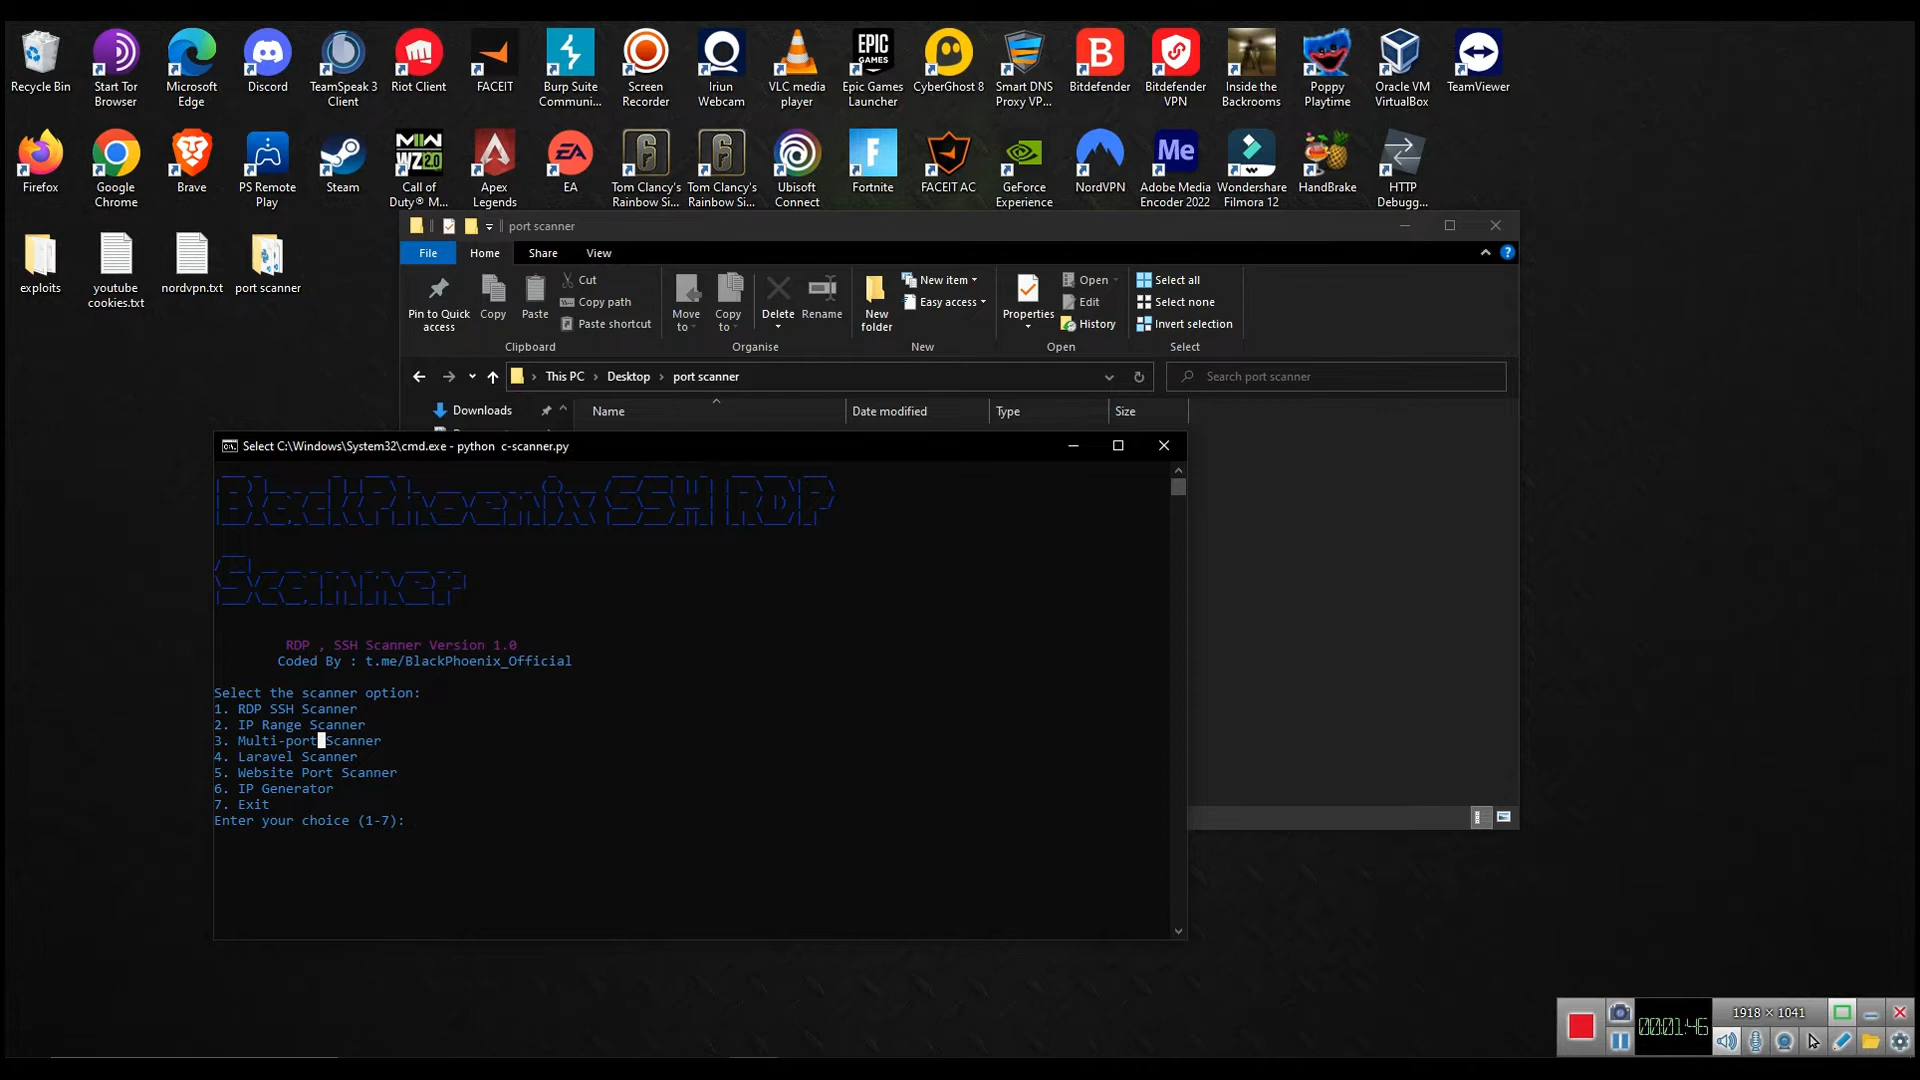 Recycle Bin
Start Tor Browser
Microsoft Edge
Discord
TeamSpeak 3 Client
Riot Client
FACEIT
Burp Suite Communi...
Screen Recorder
Iriun Webcam
VLC media player
Epic Games Launcher
CyberGhost 8
Smart DNS Proxy VP...
Bitdefender
Bitdefender VPN
Inside the Backrooms
Poppy Playtime
Oracle VM VirtualBox
TeamViewer
Firefox
Google Chrome
Brave
PS Remote Play
Steam
Call of Duty® M...
Apex Legends
EA
Tom Clancy's Rainbow Si...
Tom Clancy's Rainbow Si...
Ubisoft Connect
Fortnite
FACEIT AC
GeForce Experience
NordVPN
Adobe Media Encoder 2022
Wondershare Filmora 12
HandBrake
HTTP Debugg...
exploits
youtube cookies.txt
nordvpn.txt
port scanner
port scanner
File Home Share View
Pin to Quick access
Copy
Paste
Cut
Copy path
Paste shortcut
Clipboard
Move to
Copy to
Delete
Rename
Organise
New folder
New item
Easy access
New
Properties
Open
Edit
History
Open
Select all
Select none
Invert selection
Select
This PC > Desktop > port scanner
Search port scanner
Downloads
Name Date modified Type Size
Select C:\Windows\System32\cmd.exe - python  c-scanner.py
BlackPhoenix SSH RDP
Scanner
RDP , SSH Scanner Version 1.0
Coded By : t.me/BlackPhoenix_Official
Select the scanner option:
1. RDP SSH Scanner
2. IP Range Scanner
3. Multi-port Scanner
4. Laravel Scanner
5. Website Port Scanner
6. IP Generator
7. Exit
Enter your choice (1-7):
00:01:46
1918 × 1041